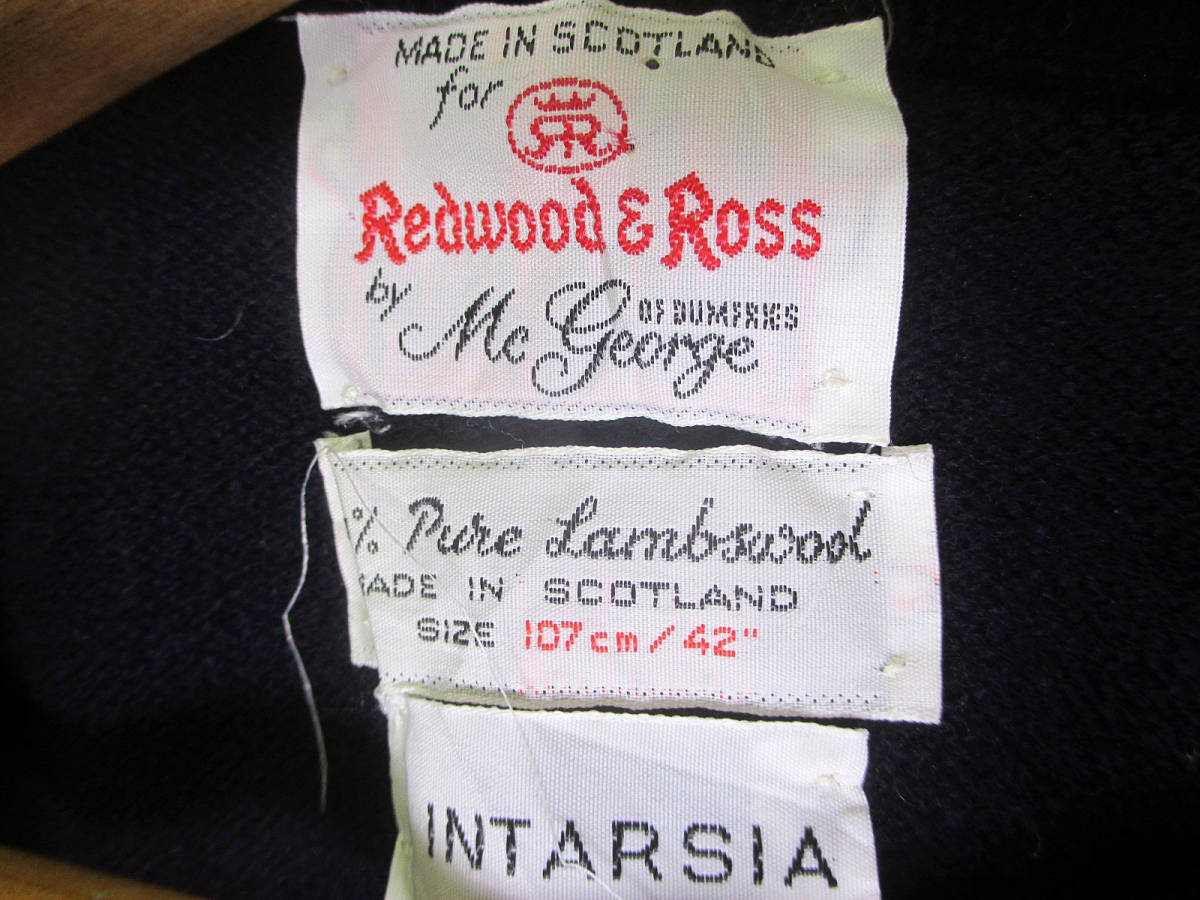 MADE IN SCOTLAND
for
RR
Redwood & Ross
by Mc George OF DUMFRIES
% Pure Lambswool
MADE IN SCOTLAND
SIZE 107cm / 42"
INTARSIA